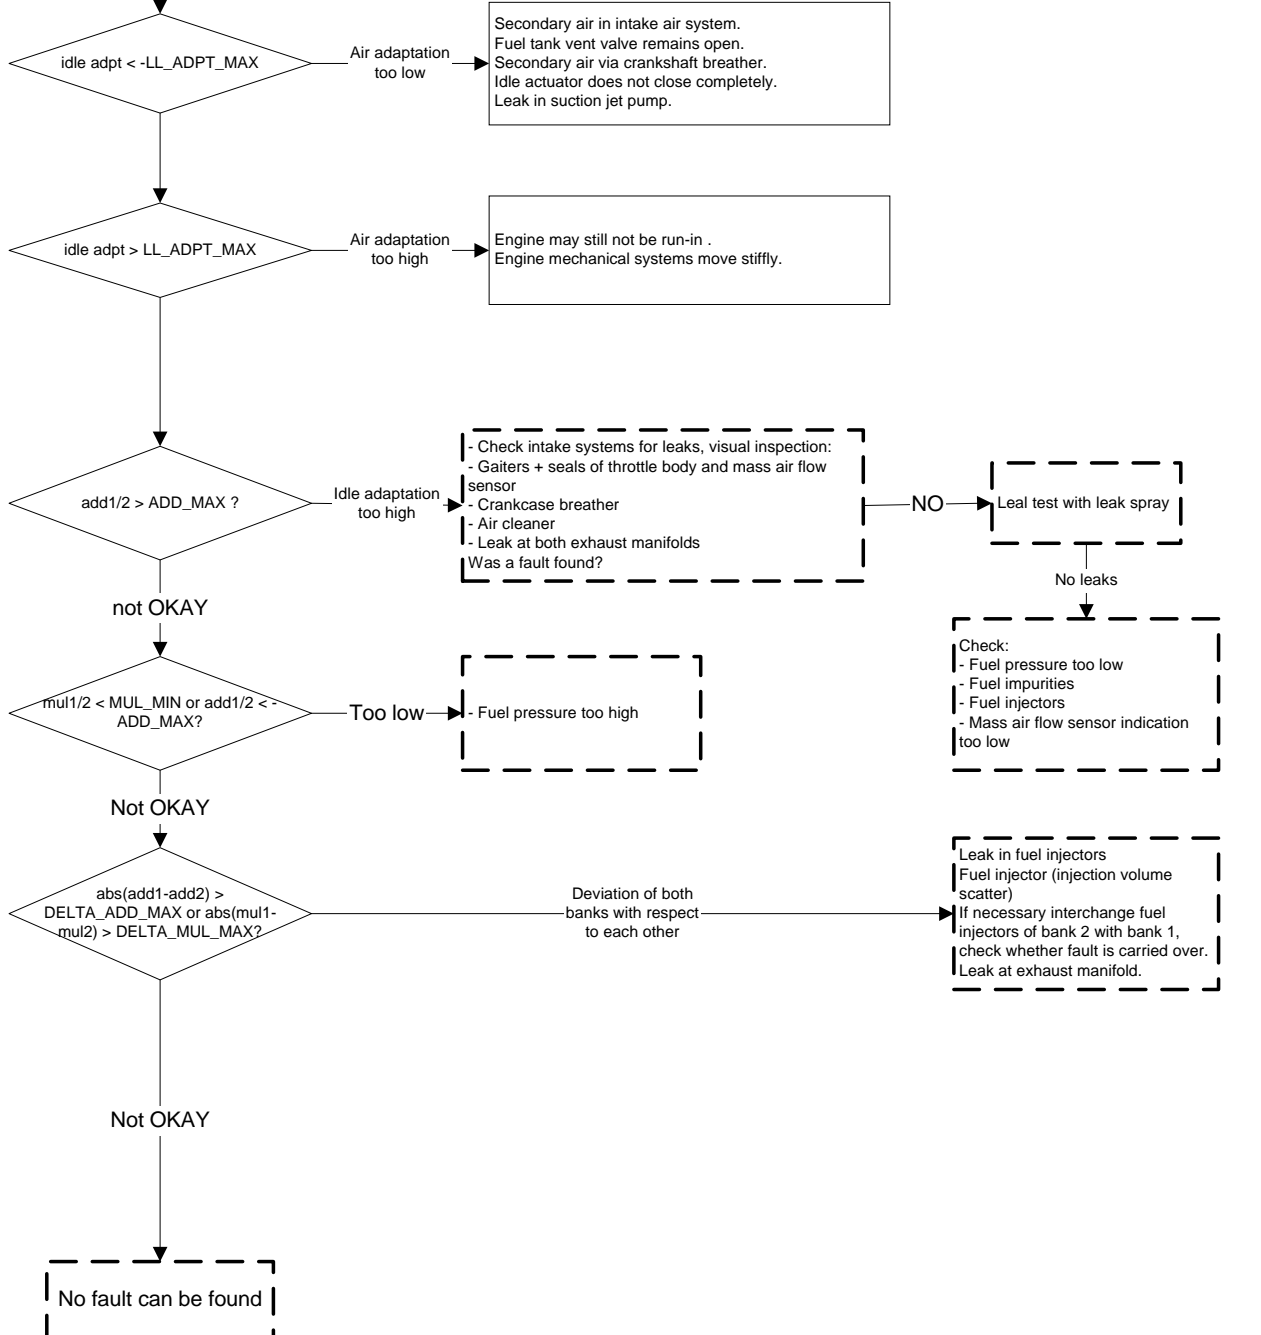 idle adpt < -LL_ADPT_MAX
Air adaptation
too low
Secondary air in intake air system.
Fuel tank vent valve remains open.
Secondary air via crankshaft breather.
Idle actuator does not close completely.
Leak in suction jet pump.
idle adpt > LL_ADPT_MAX
Air adaptation
too high
Engine may still not be run-in .
Engine mechanical systems move stiffly.
add1/2 > ADD_MAX ?
Idle adaptation
too high
- Check intake systems for leaks, visual inspection:
- Gaiters + seals of throttle body and mass air flow
sensor
- Crankcase breather
- Air cleaner
- Leak at both exhaust manifolds
Was a fault found?
NO
Leal test with leak spray
No leaks
Check:
- Fuel pressure too low
- Fuel impurities
- Fuel injectors
- Mass air flow sensor indication
too low
not OKAY
mul1/2 < MUL_MIN or add1/2 < -
ADD_MAX?
Too low
- Fuel pressure too high
Not OKAY
abs(add1-add2) >
DELTA_ADD_MAX or abs(mul1-
mul2) > DELTA_MUL_MAX?
Deviation of both
banks with respect
to each other
Leak in fuel injectors
Fuel injector (injection volume
scatter)
If necessary interchange fuel
injectors of bank 2 with bank 1,
check whether fault is carried over.
Leak at exhaust manifold.
Not OKAY
No fault can be found